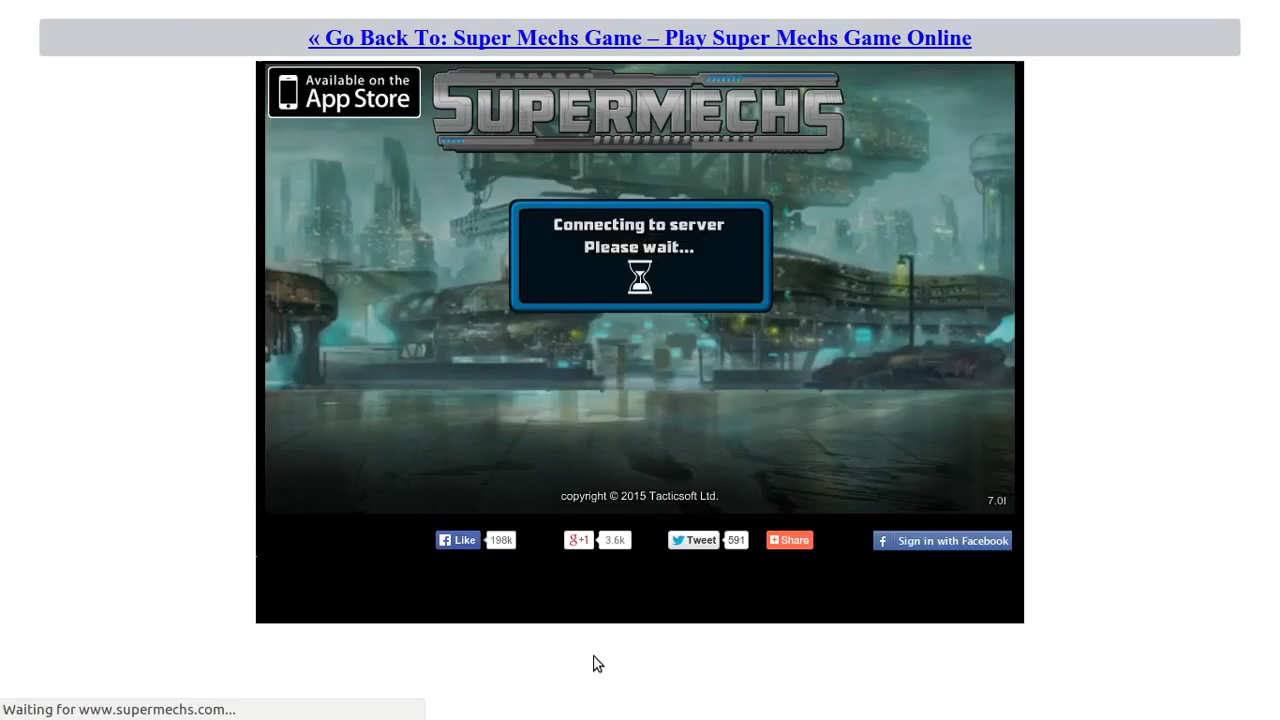 « Go Back To: Super Mechs Game – Play Super Mechs Game Online
Available on the
App Store
SUPERMECHS
Connecting to server
Please wait...
copyright © 2015 Tacticsoft Ltd.
7.0I
Like 198k g+1 3.6k Tweet 591 Share f Sign in with Facebook
Waiting for www.supermechs.com...